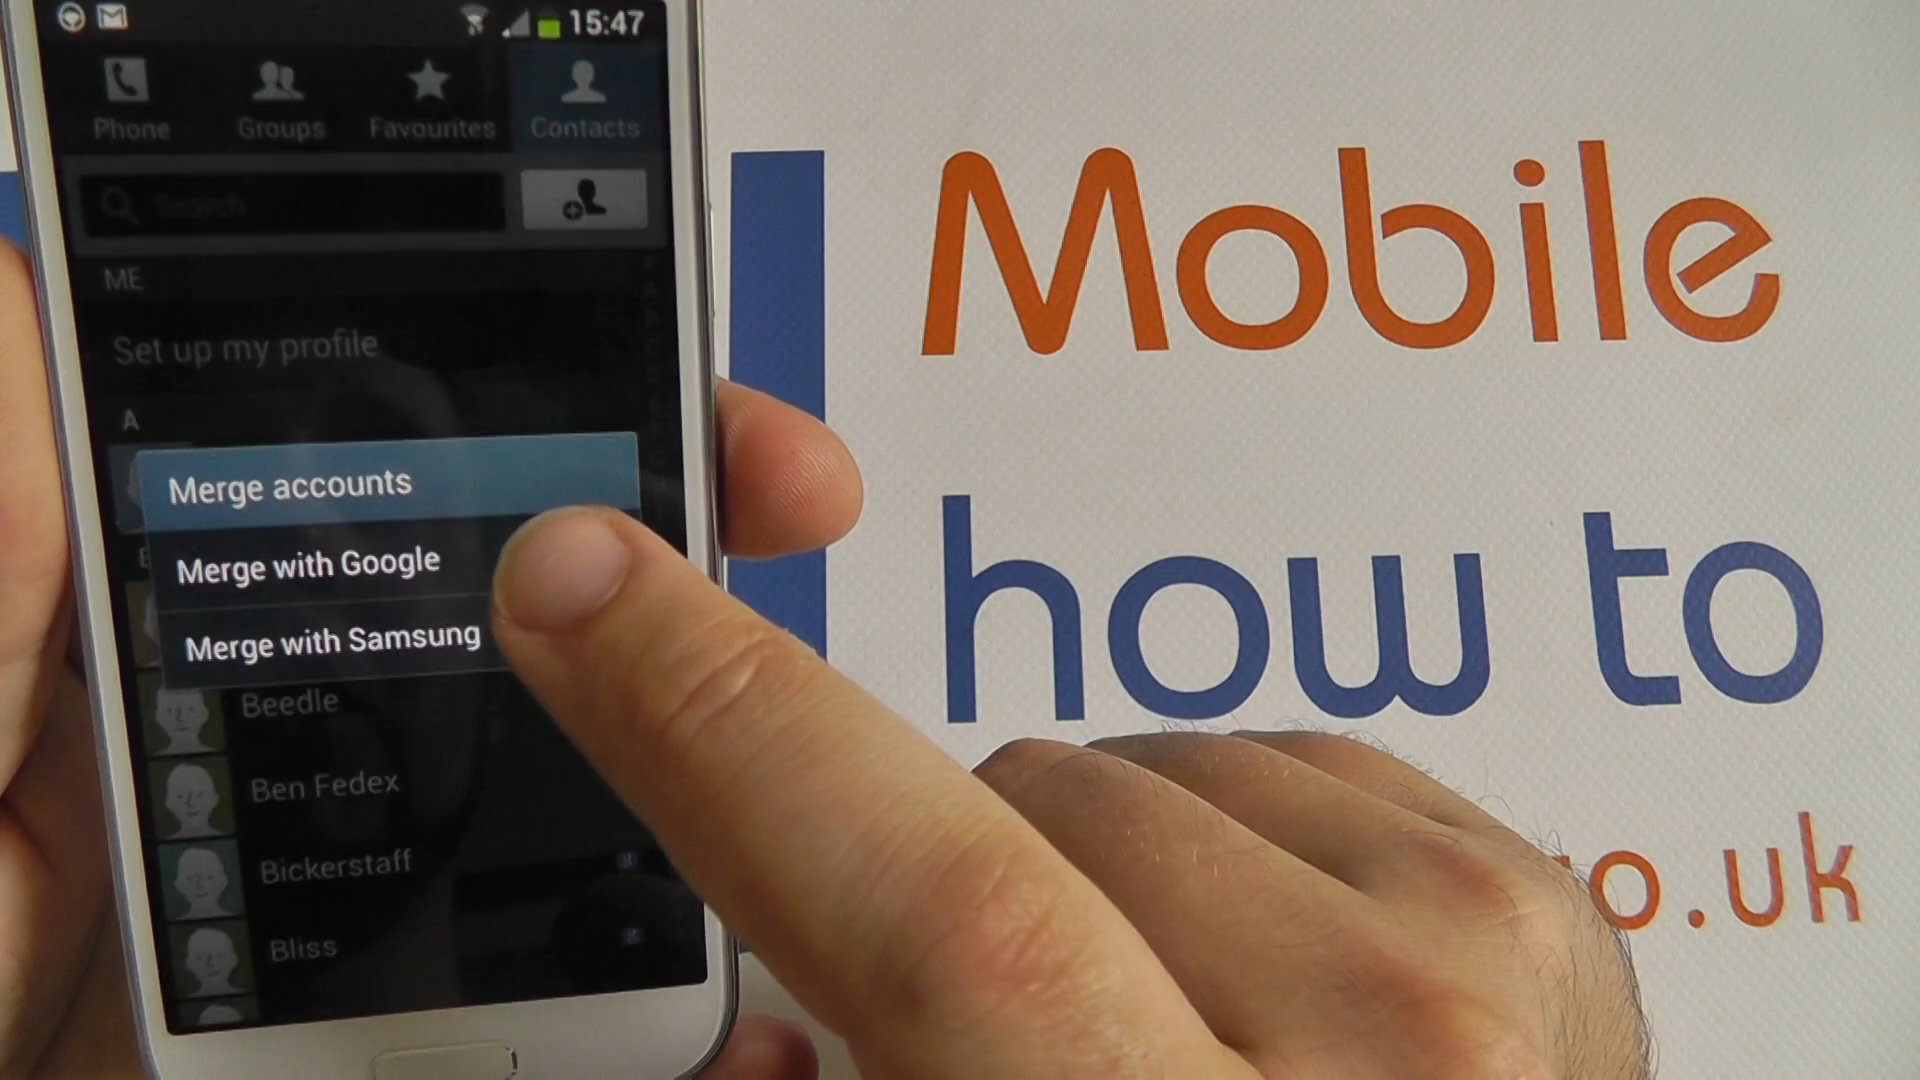 15:47
Phone Groups Favourites Contacts
Search
ME
Set up my profile
A
Merge accounts
Merge with Google
Merge with Samsung
Beedle
Ben Fedex
Bickerstaff
Bliss
Mobile
how to
o.uk